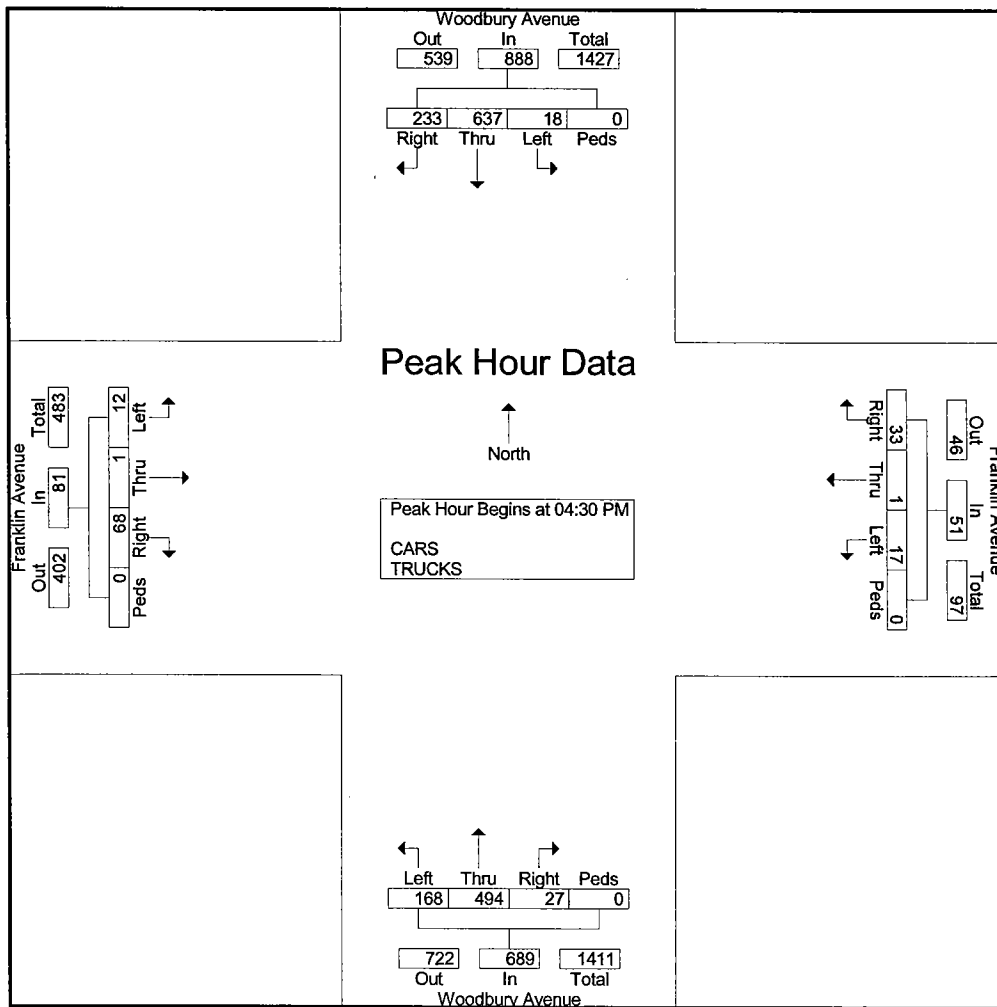 Woodbury Avenue
Out In Total
539 888 1427
233 637 18 0
Right Thru Left Peds
Peak Hour Data
North
Peak Hour Begins at 04:30 PM
CARS
TRUCKS
Franklin Avenue
Out In Total
402 81 483
12 1 68 0
Left Thru Right Peds
Franklin Avenue
Out In Total
46 51 97
33 1 17 0
Right Thru Left Peds
Left Thru Right Peds
168 494 27 0
722 689 1411
Out In Total
Woodbury Avenue